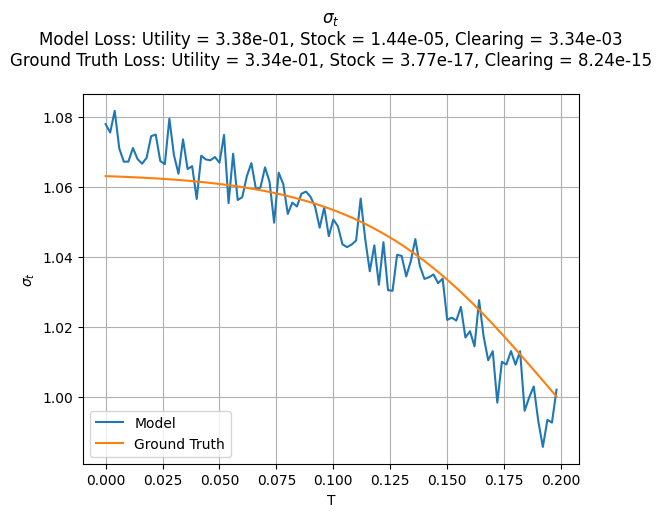 σₜ
Model Loss: Utility = 3.38e-01, Stock = 1.44e-05, Clearing = 3.34e-03
Ground Truth Loss: Utility = 3.34e-01, Stock = 3.77e-17, Clearing = 8.24e-15
1.08
1.06
1.04
1.02
1.00
σₜ
Model
Ground Truth
0.000
0.025
0.050
0.075
0.100
0.125
0.150
0.175
0.200
T